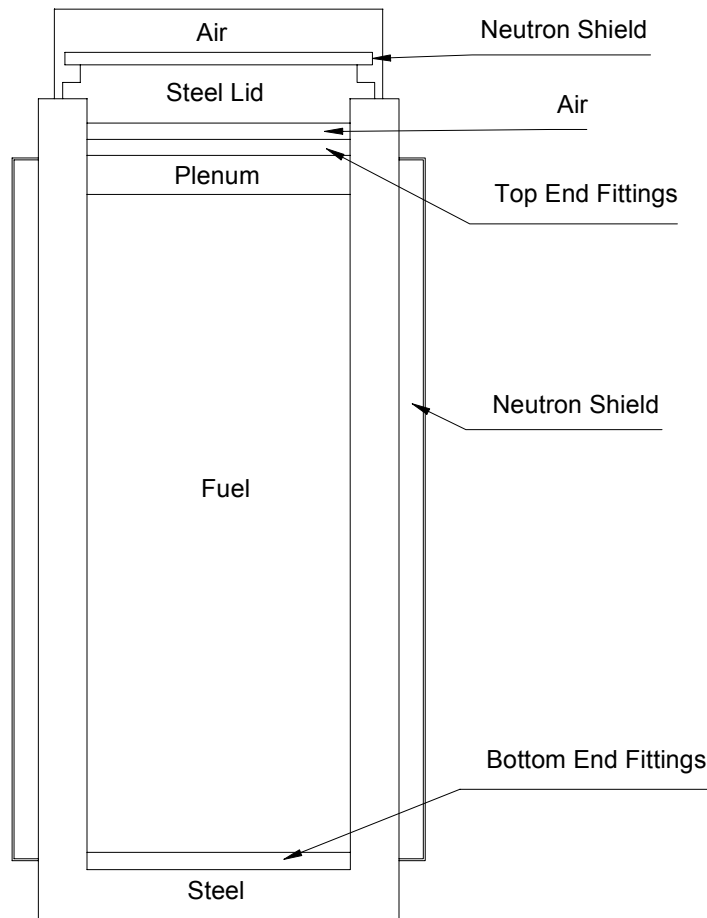 Air
Neutron Shield
Steel Lid
Air
Plenum
Top End Fittings
Neutron Shield
Fuel
Bottom End Fittings
Steel